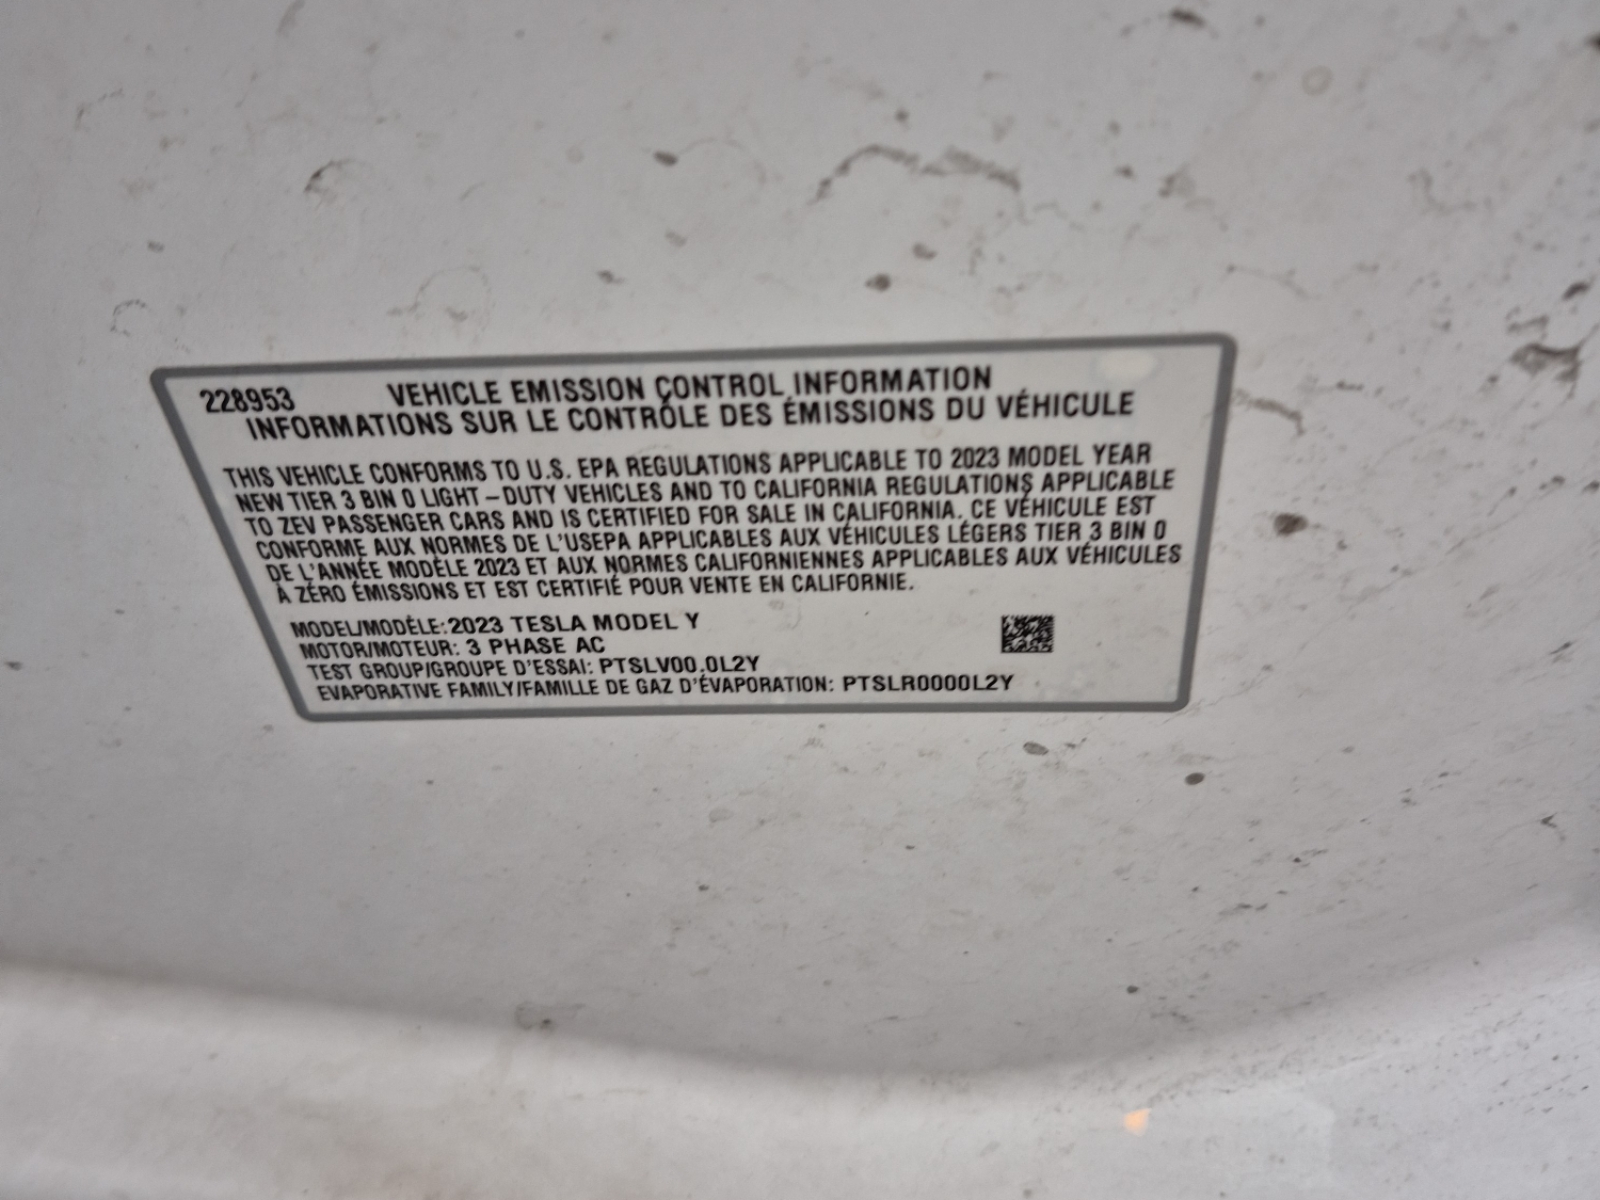 228953
VEHICLE EMISSION CONTROL INFORMATION
INFORMATIONS SUR LE CONTRÔLE DES ÉMISSIONS DU VÉHICULE
THIS VEHICLE CONFORMS TO U.S. EPA REGULATIONS APPLICABLE TO 2023 MODEL YEAR
NEW TIER 3 BIN 0 LIGHT-DUTY VEHICLES AND TO CALIFORNIA REGULATIONS APPLICABLE
TO ZEV PASSENGER CARS AND IS CERTIFIED FOR SALE IN CALIFORNIA. CE VÉHICULE EST
CONFORME AUX NORMES DE L'USEPA APPLICABLES AUX VÉHICULES LÉGERS TIER 3 BIN 0
DE L'ANNÉE MODÈLE 2023 ET AUX NORMES CALIFORNIENNES APPLICABLES AUX VÉHICULES
À ZÉRO ÉMISSIONS ET EST CERTIFIÉ POUR VENTE EN CALIFORNIE.
MODEL/MODÈLE:2023 TESLA MODEL Y
MOTOR/MOTEUR: 3 PHASE AC
TEST GROUP/GROUPE D'ESSAI: PTSLV00.0L2Y
EVAPORATIVE FAMILY/FAMILLE DE GAZ D'ÉVAPORATION: PTSLR0000L2Y